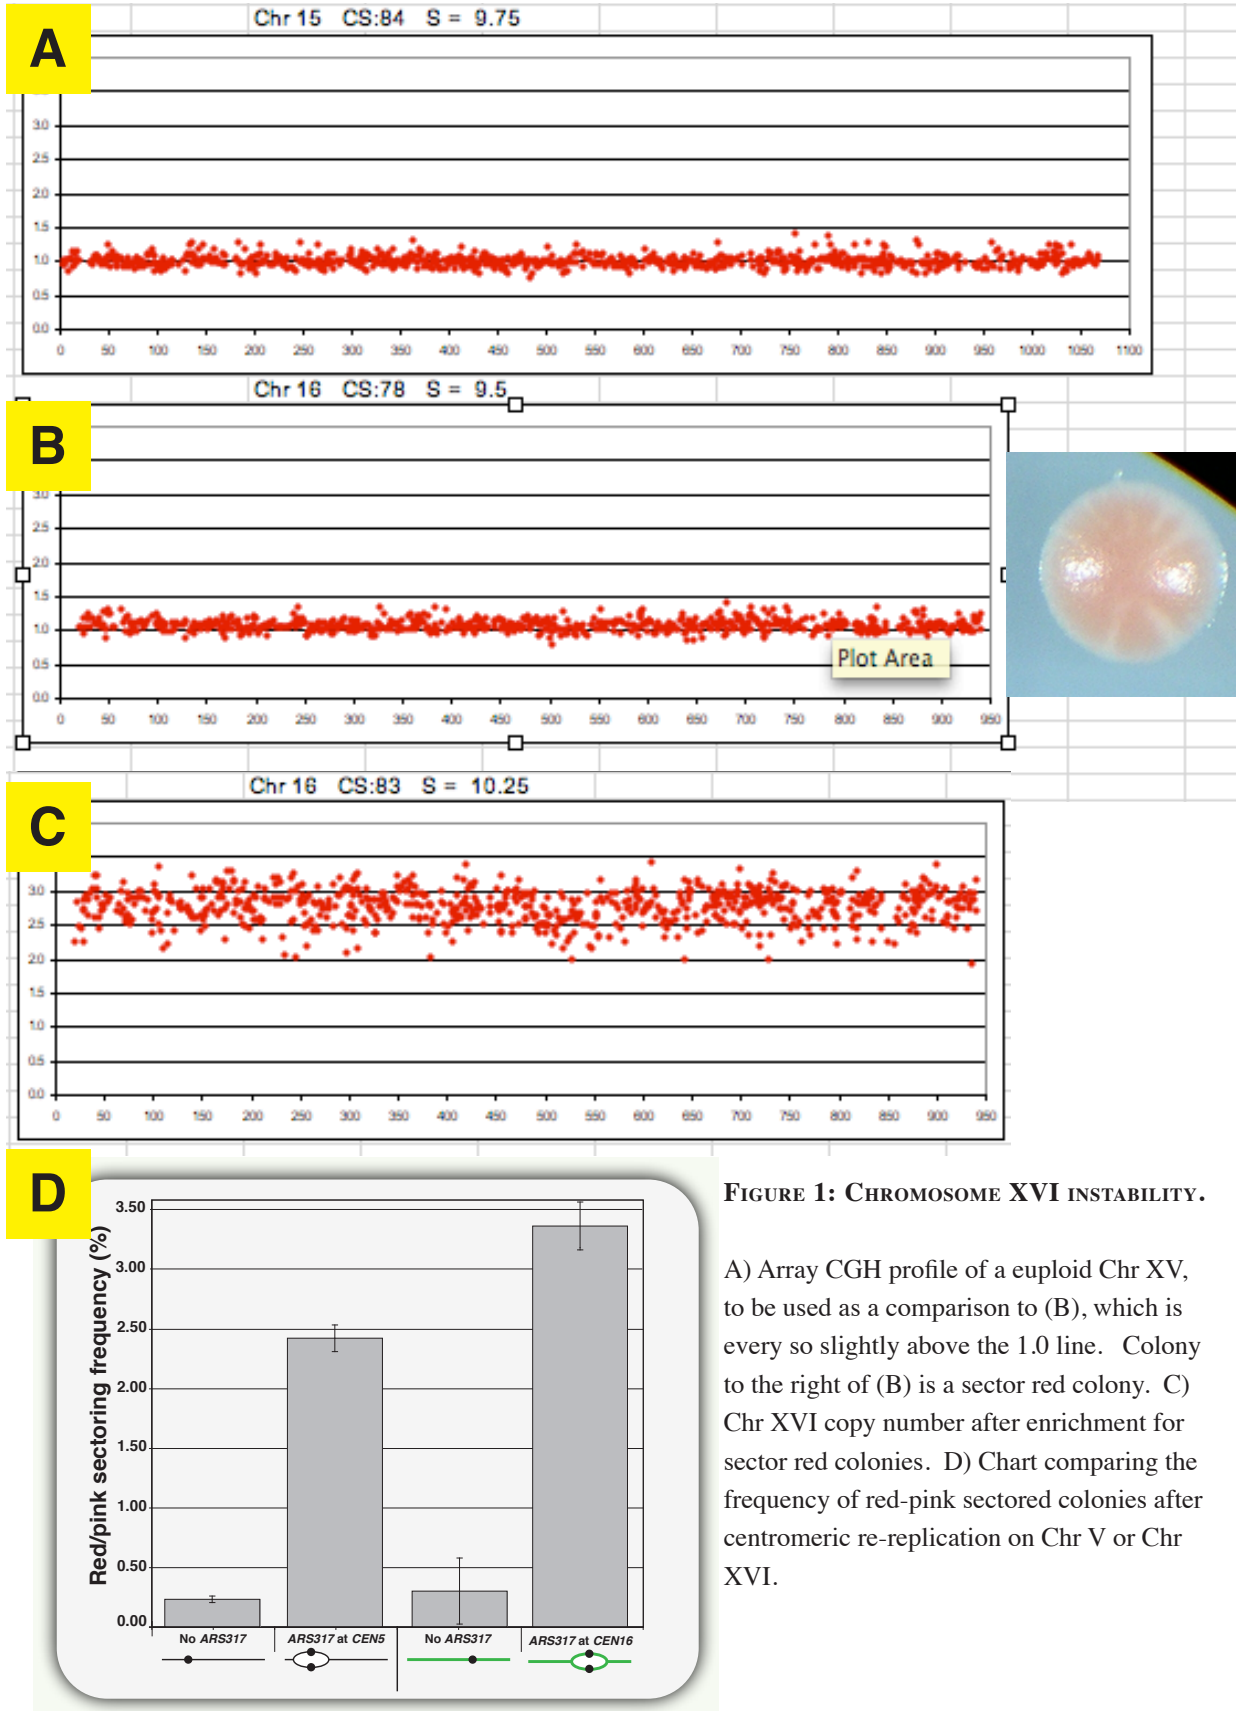 Chr 15 CS:84 S = 9.75
A
3.0
2.5
2.0
1.5
1.0
0.5
0.0
0 50 100 150 200 250 300 350 400 450 500 550 600 650 700 750 800 850 900 950 1000 1050 1100
Chr 16 CS:78 S = 9.5
B
3.0
2.5
2.0
1.5
1.0
0.5
0.0
Plot Area
0 50 100 150 200 250 300 350 400 450 500 550 600 650 700 750 800 850 900 950
Chr 16 CS:83 S = 10.25
C
3.0
2.5
2.0
1.5
1.0
0.5
0.0
0 50 100 150 200 250 300 350 400 450 500 550 600 650 700 750 800 850 900 950
D
Red/pink sectoring frequency (%)
3.50
3.00
2.50
2.00
1.50
1.00
0.50
0.00
No ARS317 ARS317 at CEN5 No ARS317 ARS317 at CEN16
Figure 1: Chromosome XVI instability.
A) Array CGH profile of a euploid Chr XV,
to be used as a comparison to (B), which is
every so slightly above the 1.0 line. Colony
to the right of (B) is a sector red colony. C)
Chr XVI copy number after enrichment for
sector red colonies. D) Chart comparing the
frequency of red-pink sectored colonies after
centromeric re-replication on Chr V or Chr
XVI.